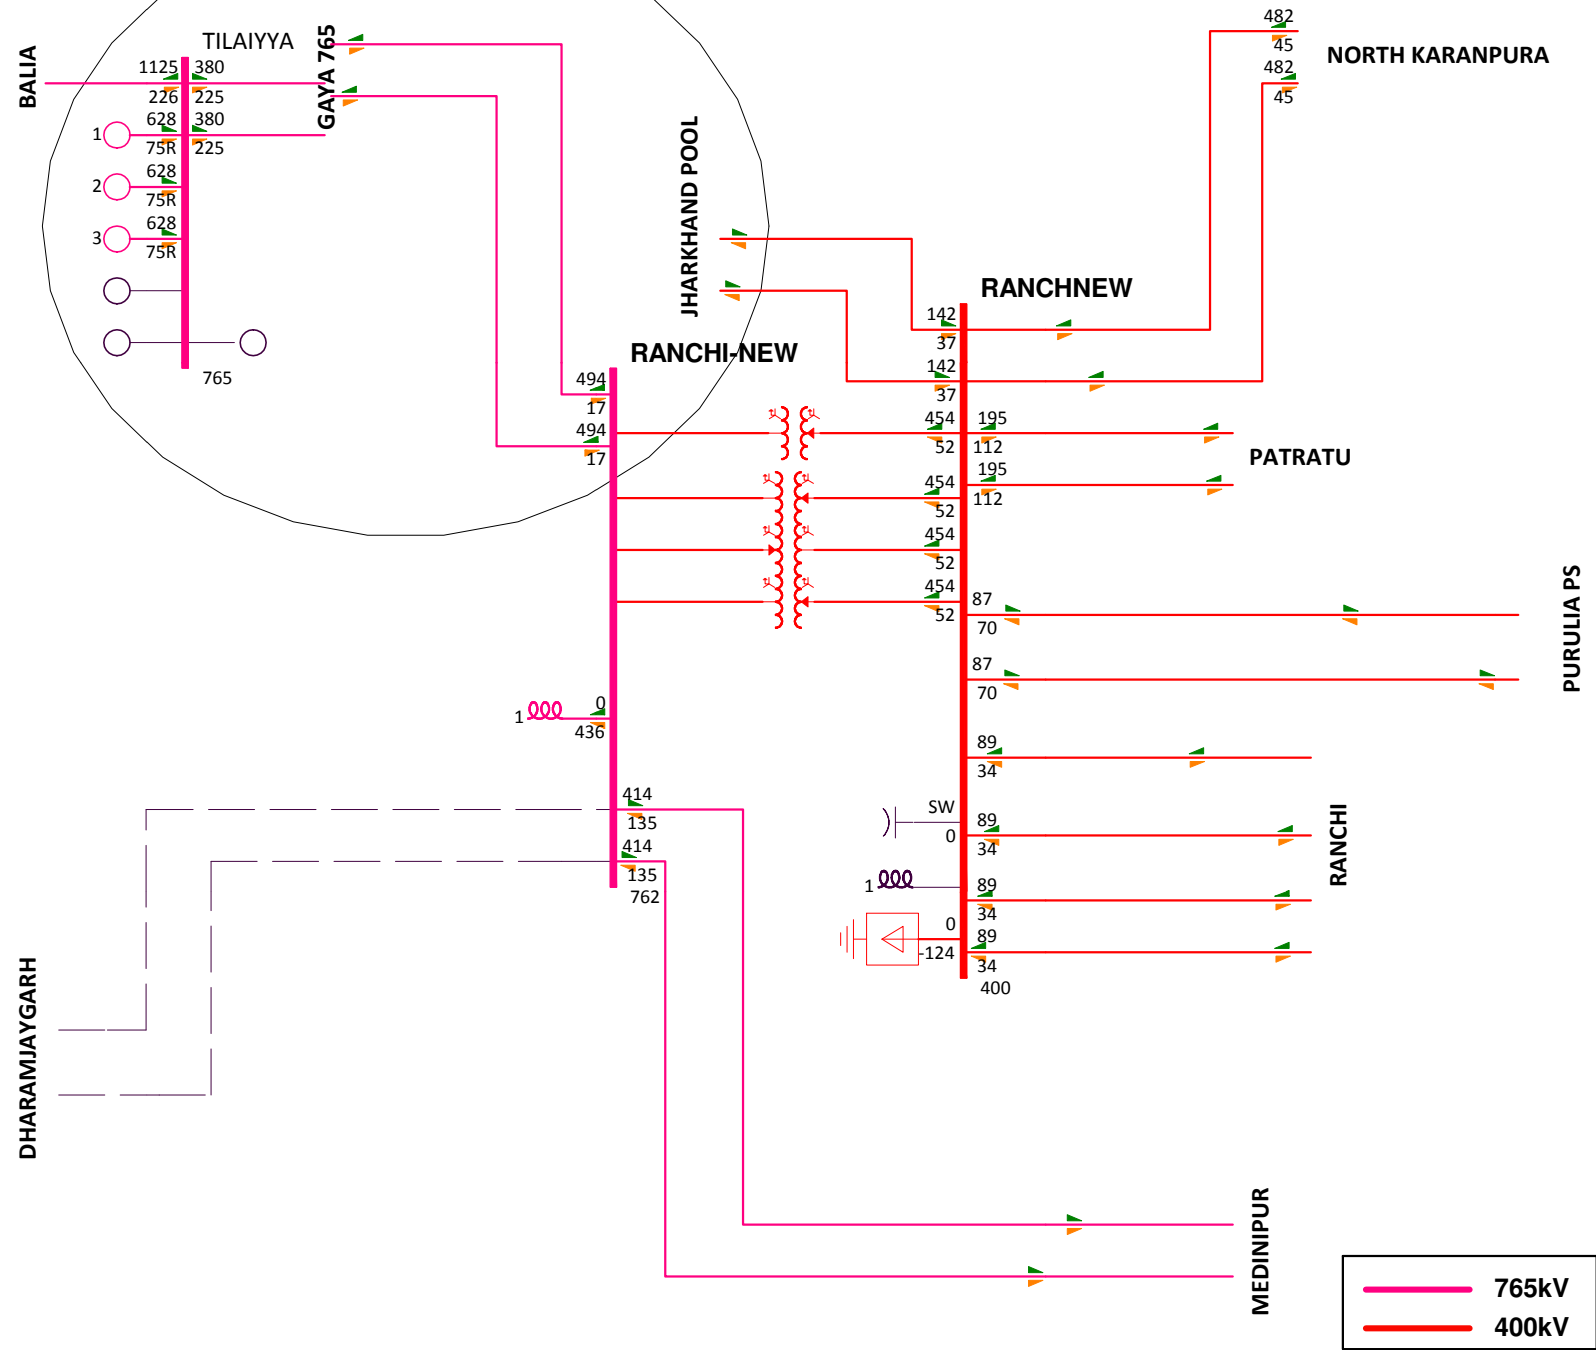 BALIA
TILAIYYA
GAYA 765
1125 380
226 225
1 628 380
75R 225
2 628
75R
3 628
75R
765
482
45
482
45
NORTH KARANPURA
JHARKHAND POOL
RANCHNEW
142
37
142
37
RANCHI-NEW
494
17
494
17
454 195
52 112
454 195
52 112
PATRATU
454
52
454 87
52 70
87
70
PURULIA PS
1 0
436
89
34
SW 89
0 34
1 89
34
0 89
-124 34
400
RANCHI
414
135
414
135
762
DHARAMJAYGARH
MEDINIPUR
765kV
400kV